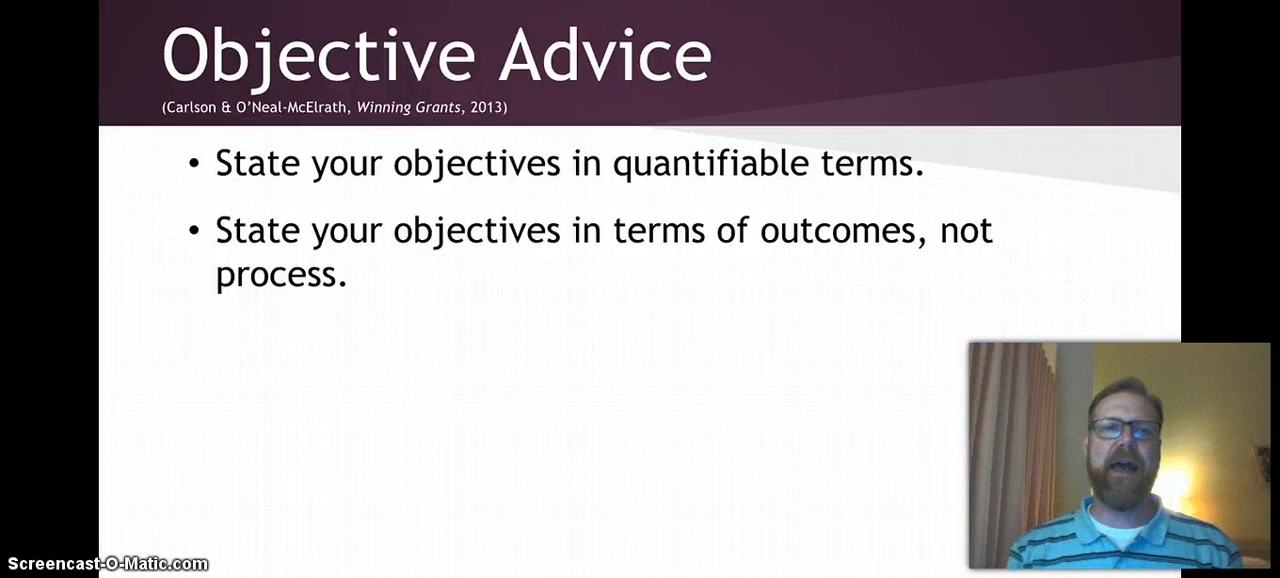 Objective Advice
(Carlson & O'Neal-McElrath, Winning Grants, 2013)
• State your objectives in quantifiable terms.
• State your objectives in terms of outcomes, not
process.
Screencast-O-Matic.com